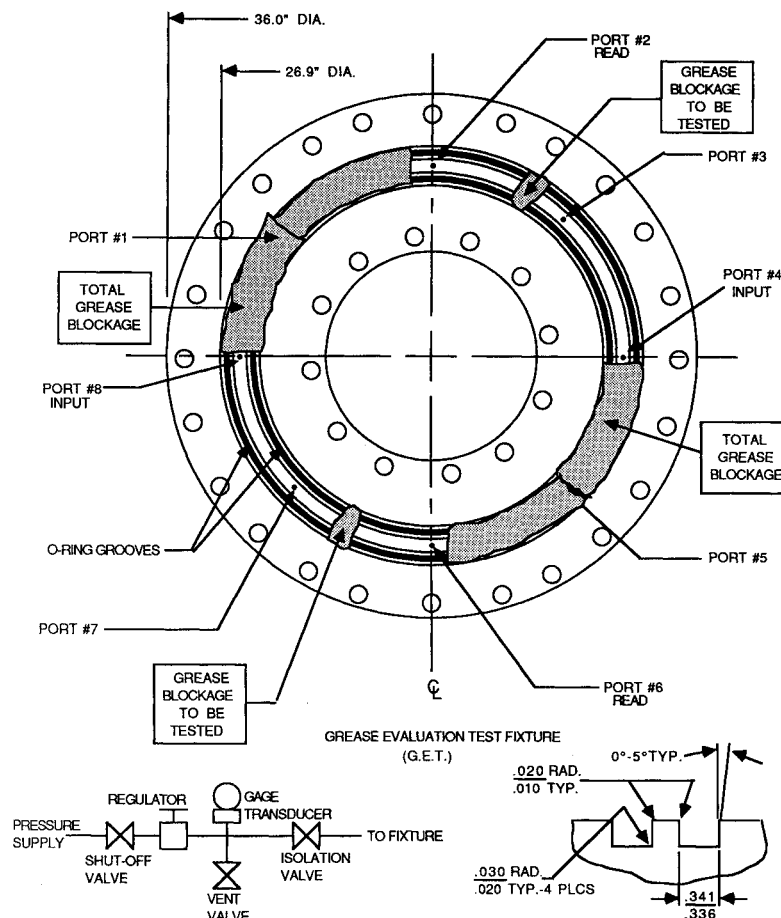 36.0" DIA.
26.9" DIA.
PORT #2
READ
GREASE
BLOCKAGE
TO BE
TESTED
PORT #3
PORT #1
PORT #4
INPUT
TOTAL
GREASE
BLOCKAGE
PORT #8
INPUT
TOTAL
GREASE
BLOCKAGE
O-RING GROOVES
PORT #5
PORT #7
GREASE
BLOCKAGE
TO BE
TESTED
℄
PORT #6
READ
GREASE EVALUATION TEST FIXTURE
(G.E.T.)
0°-5° TYP.
.020 RAD.
.010 TYP.
REGULATOR
GAGE
TRANSDUCER
PRESSURE
SUPPLY
TO FIXTURE
SHUT-OFF
VALVE
ISOLATION
VALVE
VENT
VALVE
.030 RAD.
.020 TYP.-4 PLCS
.341
.336